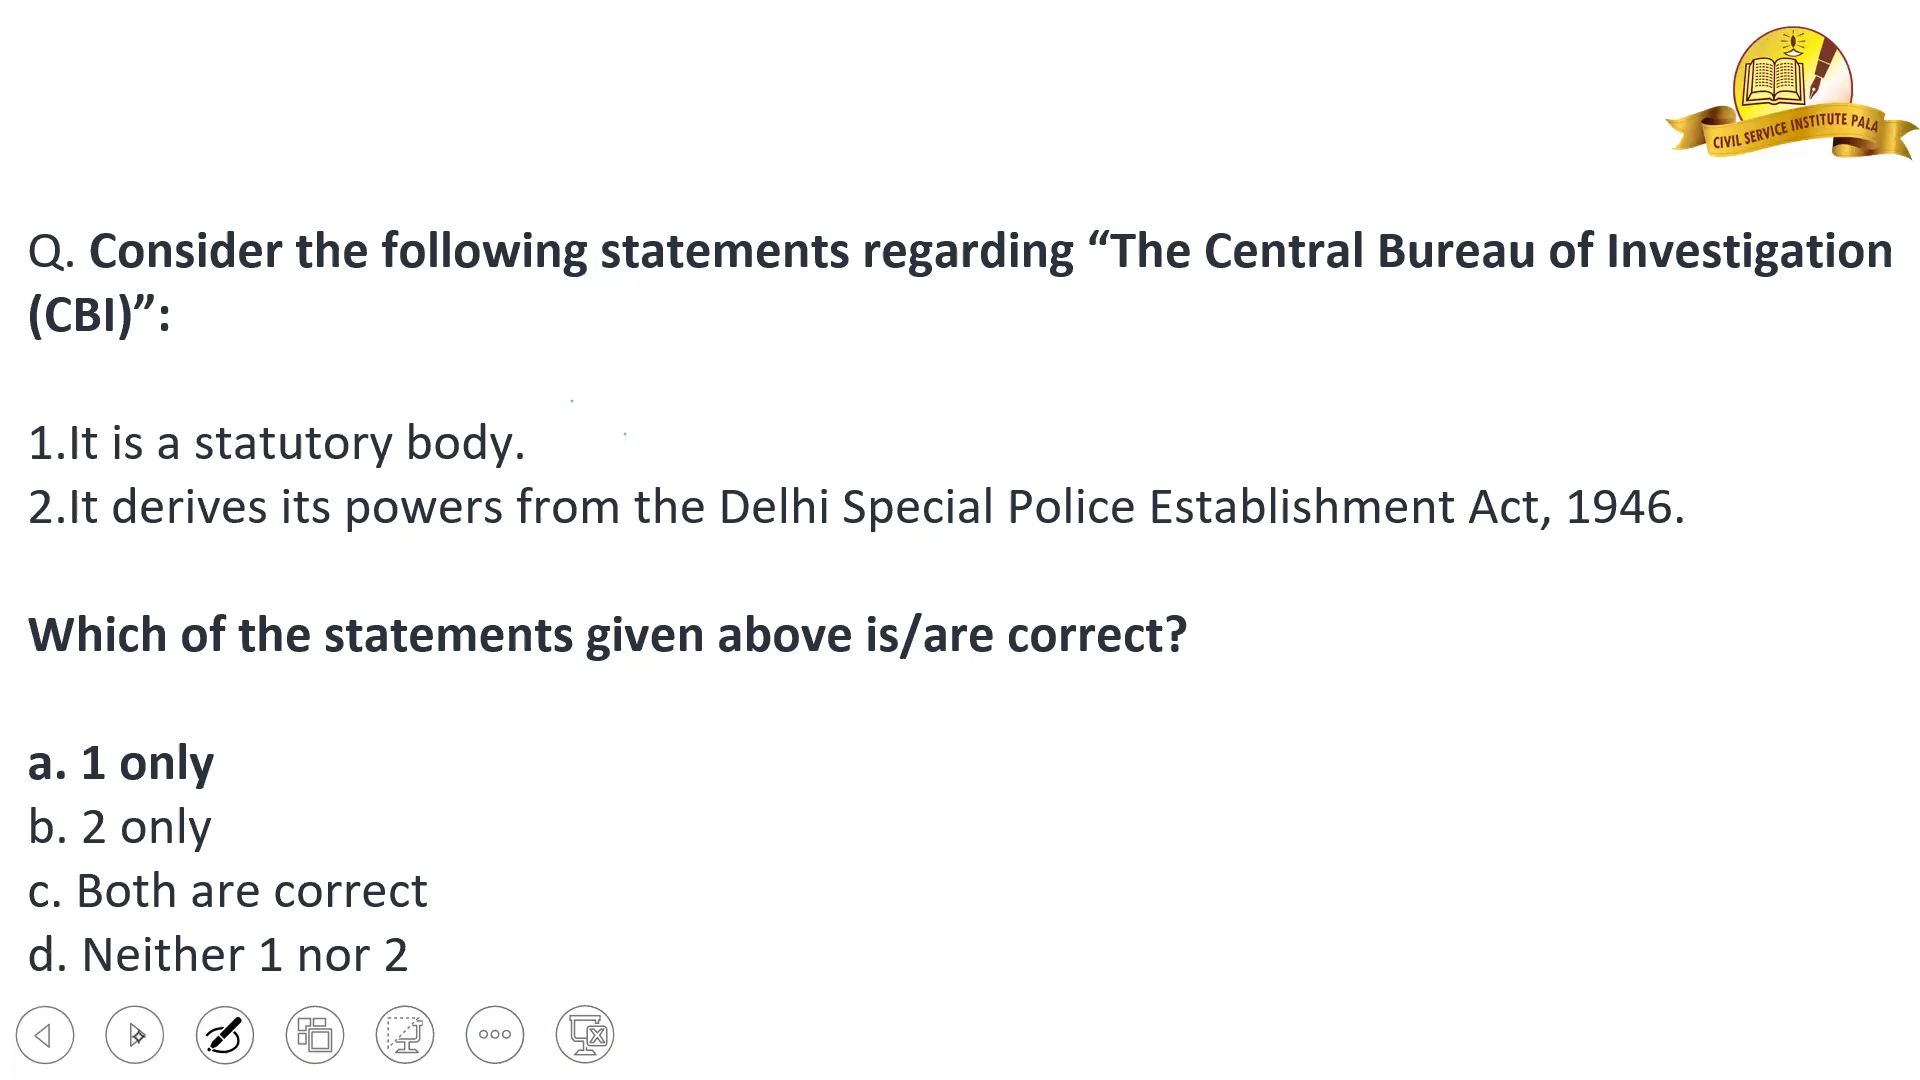 CIVIL SERVICE INSTITUTE PALA
Q. Consider the following statements regarding “The Central Bureau of Investigation
(CBI)”:
1.It is a statutory body.
2.It derives its powers from the Delhi Special Police Establishment Act, 1946.
Which of the statements given above is/are correct?
a. 1 only
b. 2 only
c. Both are correct
d. Neither 1 nor 2